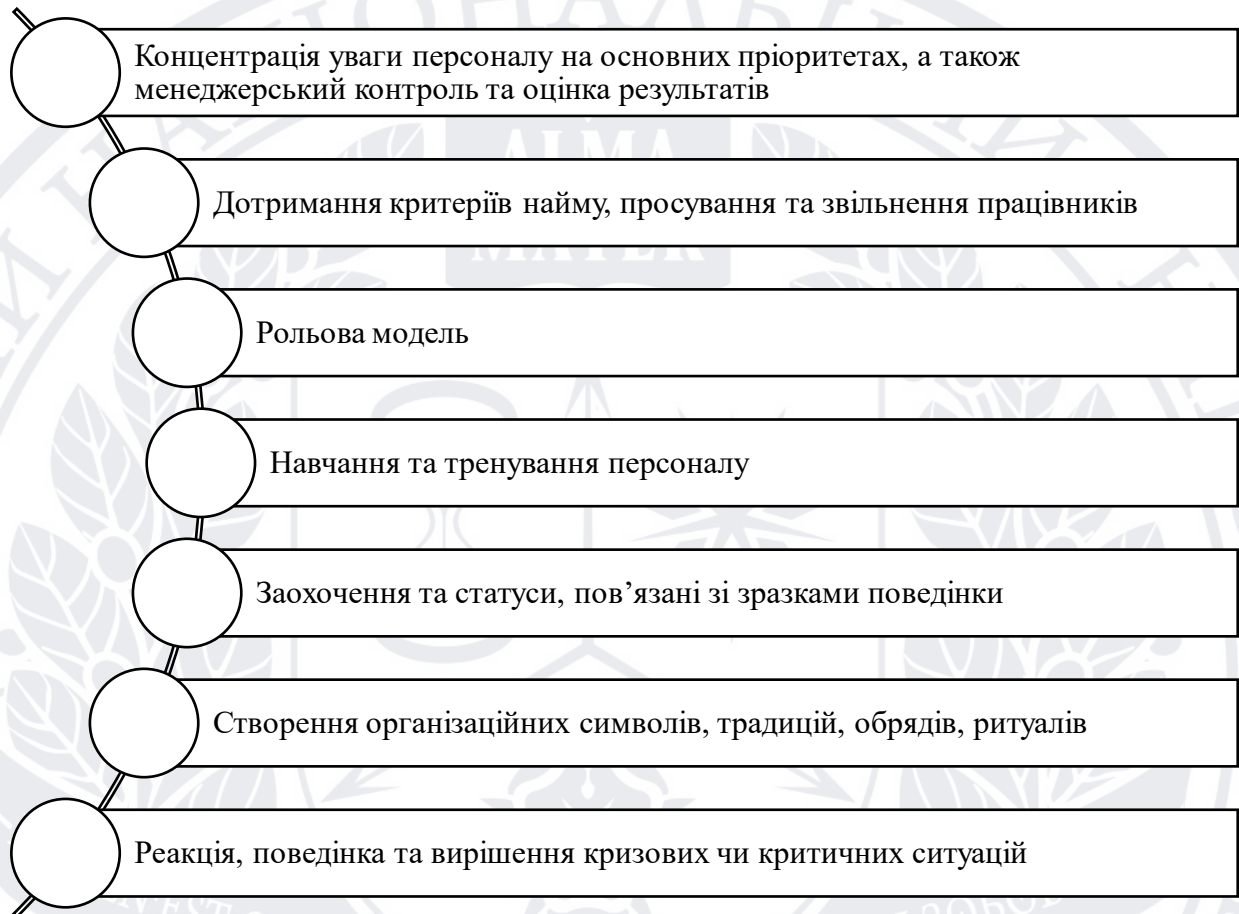 Концентрація уваги персоналу на основних пріоритетах, а також
менеджерський контроль та оцінка результатів
Дотримання критеріїв найму, просування та звільнення працівників
Рольова модель
Навчання та тренування персоналу
Заохочення та статуси, пов’язані зі зразками поведінки
Створення організаційних символів, традицій, обрядів, ритуалів
Реакція, поведінка та вирішення кризових чи критичних ситуацій